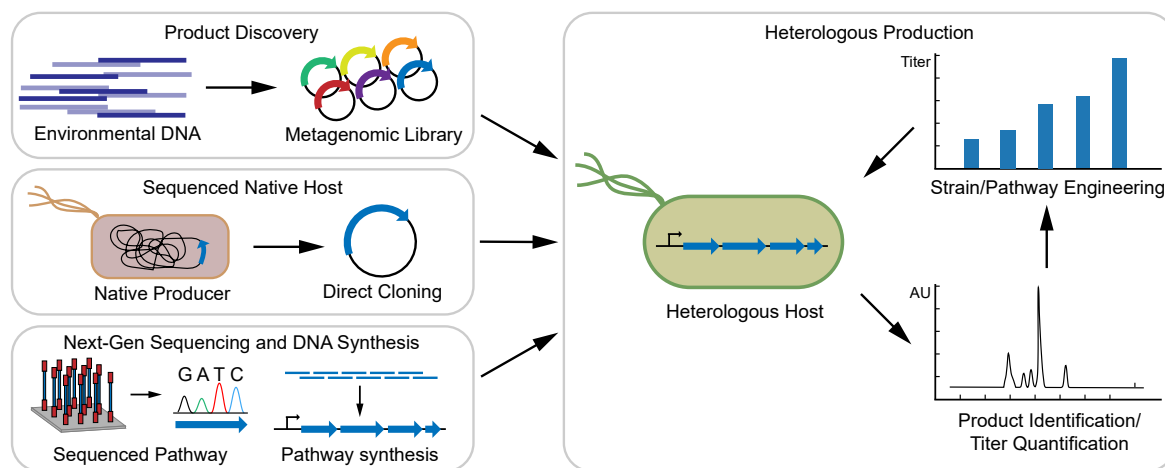 Product Discovery
Environmental DNA
Metagenomic Library
Sequenced Native Host
Native Producer
Direct Cloning
Next-Gen Sequencing and DNA Synthesis
G A T C
Sequenced Pathway
Pathway synthesis
Heterologous Production
Titer
Strain/Pathway Engineering
Heterologous Host
AU
Product Identification/
Titer Quantification